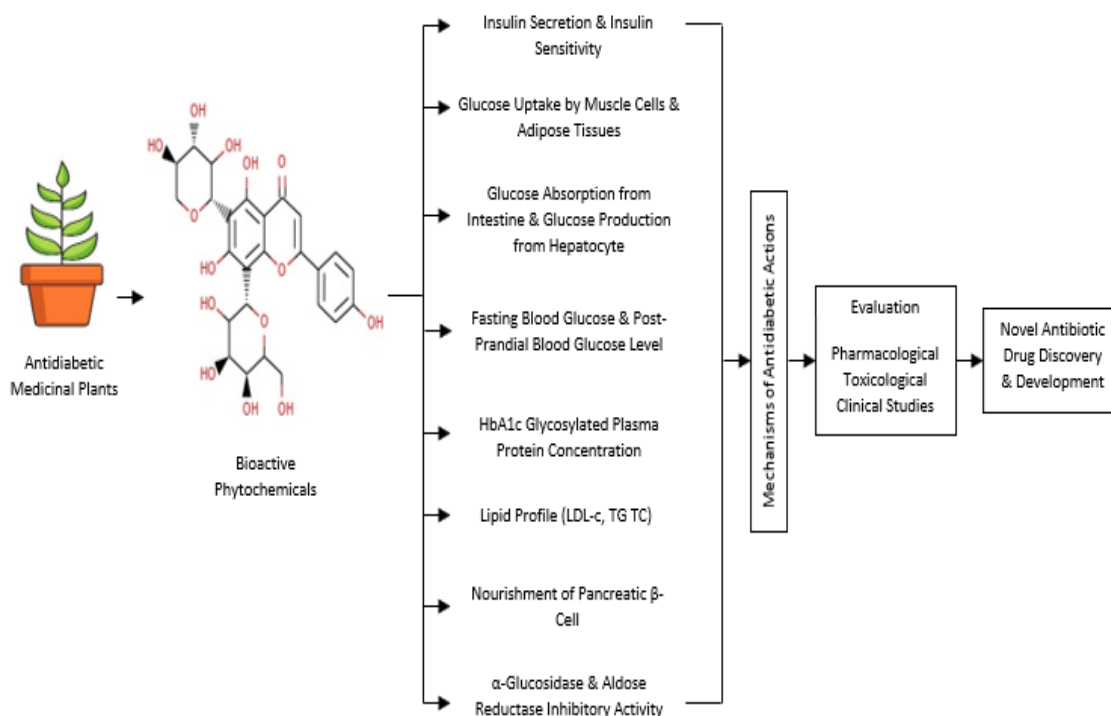 Antidiabetic
Medicinal Plants
OH
HO
OH
HO
OH
OH
O
O
HO
O
OH
HO
O
HO
HO
OH
OH
Bioactive
Phytochemicals
Insulin Secretion & Insulin
Sensitivity
Glucose Uptake by Muscle Cells &
Adipose Tissues
Glucose Absorption from
Intestine & Glucose Production
from Hepatocyte
Fasting Blood Glucose & Post-
Prandial Blood Glucose Level
HbA1c Glycosylated Plasma
Protein Concentration
Lipid Profile (LDL-c, TG TC)
Nourishment of Pancreatic β-
Cell
α-Glucosidase & Aldose
Reductase Inhibitory Activity
Mechanisms of Antidiabetic Actions
Evaluation
Pharmacological
Toxicological
Clinical Studies
Novel Antibiotic
Drug Discovery
& Development